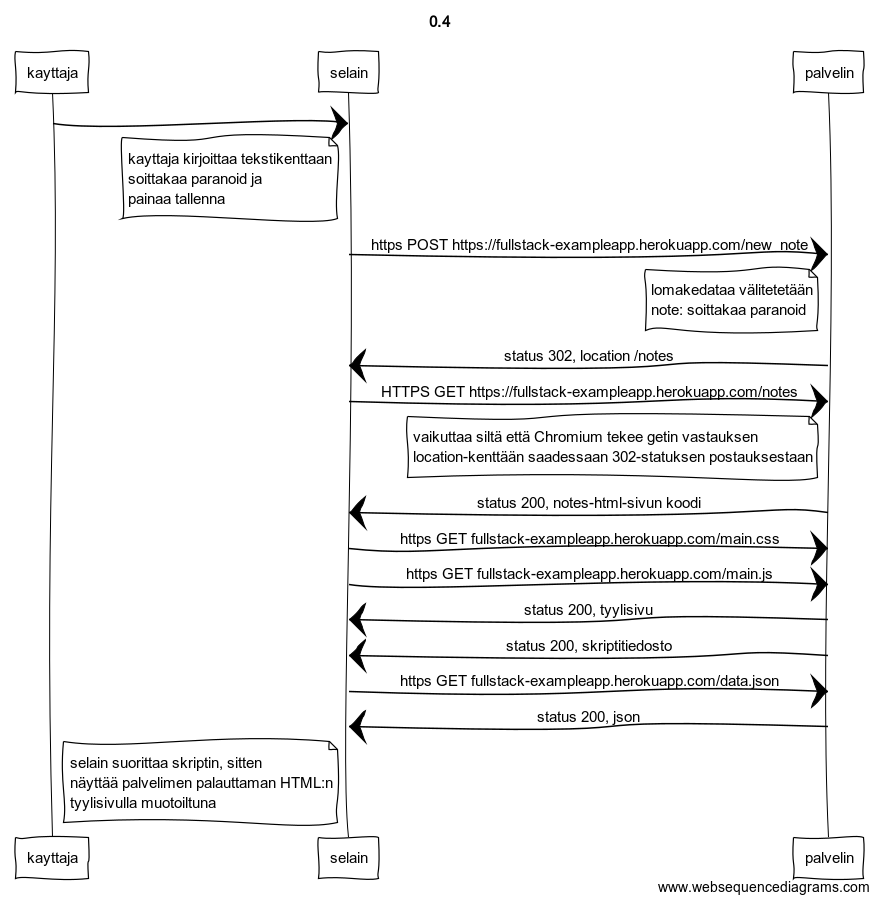 0.4
kayttaja
selain
palvelin
kayttaja kirjoittaa tekstikenttaan
soittakaa paranoid ja
painaa tallenna
https POST https://fullstack-exampleapp.herokuapp.com/new_note
lomakedataa välitetetään
note: soittakaa paranoid
status 302, location /notes
HTTPS GET https://fullstack-exampleapp.herokuapp.com/notes
vaikuttaa siltä että Chromium tekee getin vastauksen
location-kenttään saadessaan 302-statuksen postauksestaan
status 200, notes-html-sivun koodi
https GET fullstack-exampleapp.herokuapp.com/main.css
https GET fullstack-exampleapp.herokuapp.com/main.js
status 200, tyylisivu
status 200, skriptitiedosto
https GET fullstack-exampleapp.herokuapp.com/data.json
status 200, json
selain suorittaa skriptin, sitten
näyttää palvelimen palauttaman HTML:n
tyylisivulla muotoiltuna
kayttaja
selain
palvelin
www.websequencediagrams.com